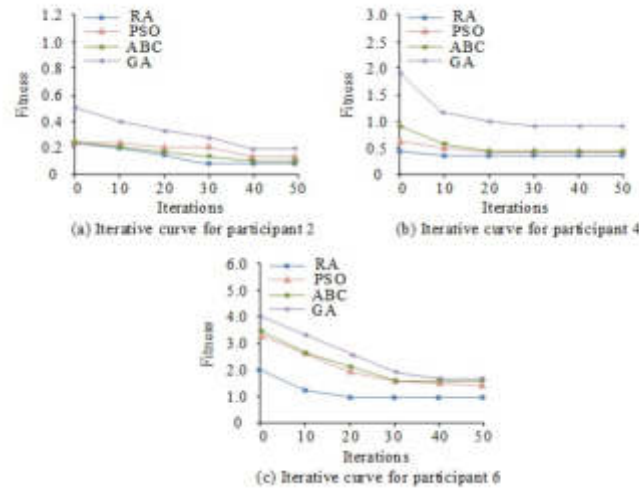 1.2
1.0
0.8
0.6
0.4
0.2
0
Fitness
RA
PSO
ABC
GA
0 10 20 30 40 50
Iterations
(a) Iterative curve for participant 2
3.0
2.5
2.0
1.5
1.0
0.5
0
Fitness
RA
PSO
ABC
GA
0 10 20 30 40 50
Iterations
(b) Iterative curve for participant 4
6.0
5.0
4.0
3.0
2.0
1.0
0
Fitness
RA
PSO
ABC
GA
0 10 20 30 40 50
Iterations
(c) Iterative curve for participant 6